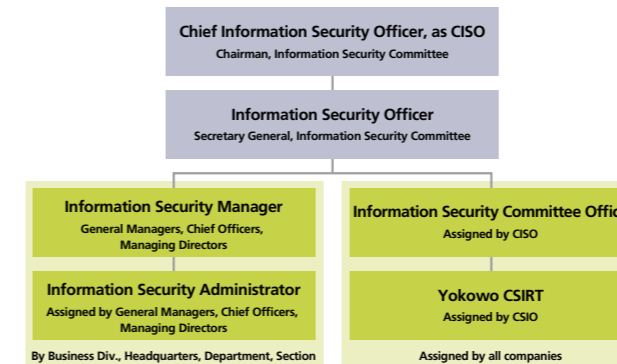 Chief Information Security Officer, as CISO
Chairman, Information Security Committee
Information Security Officer
Secretary General, Information Security Committee
Information Security Manager
General Managers, Chief Officers,
Managing Directors
Information Security Administrator
Assigned by General Managers, Chief Officers,
Managing Directors
By Business Div., Headquarters, Department, Section
Information Security Committee Offic
Assigned by CISO
Yokowo CSIRT
Assigned by CSIO
Assigned by all companies